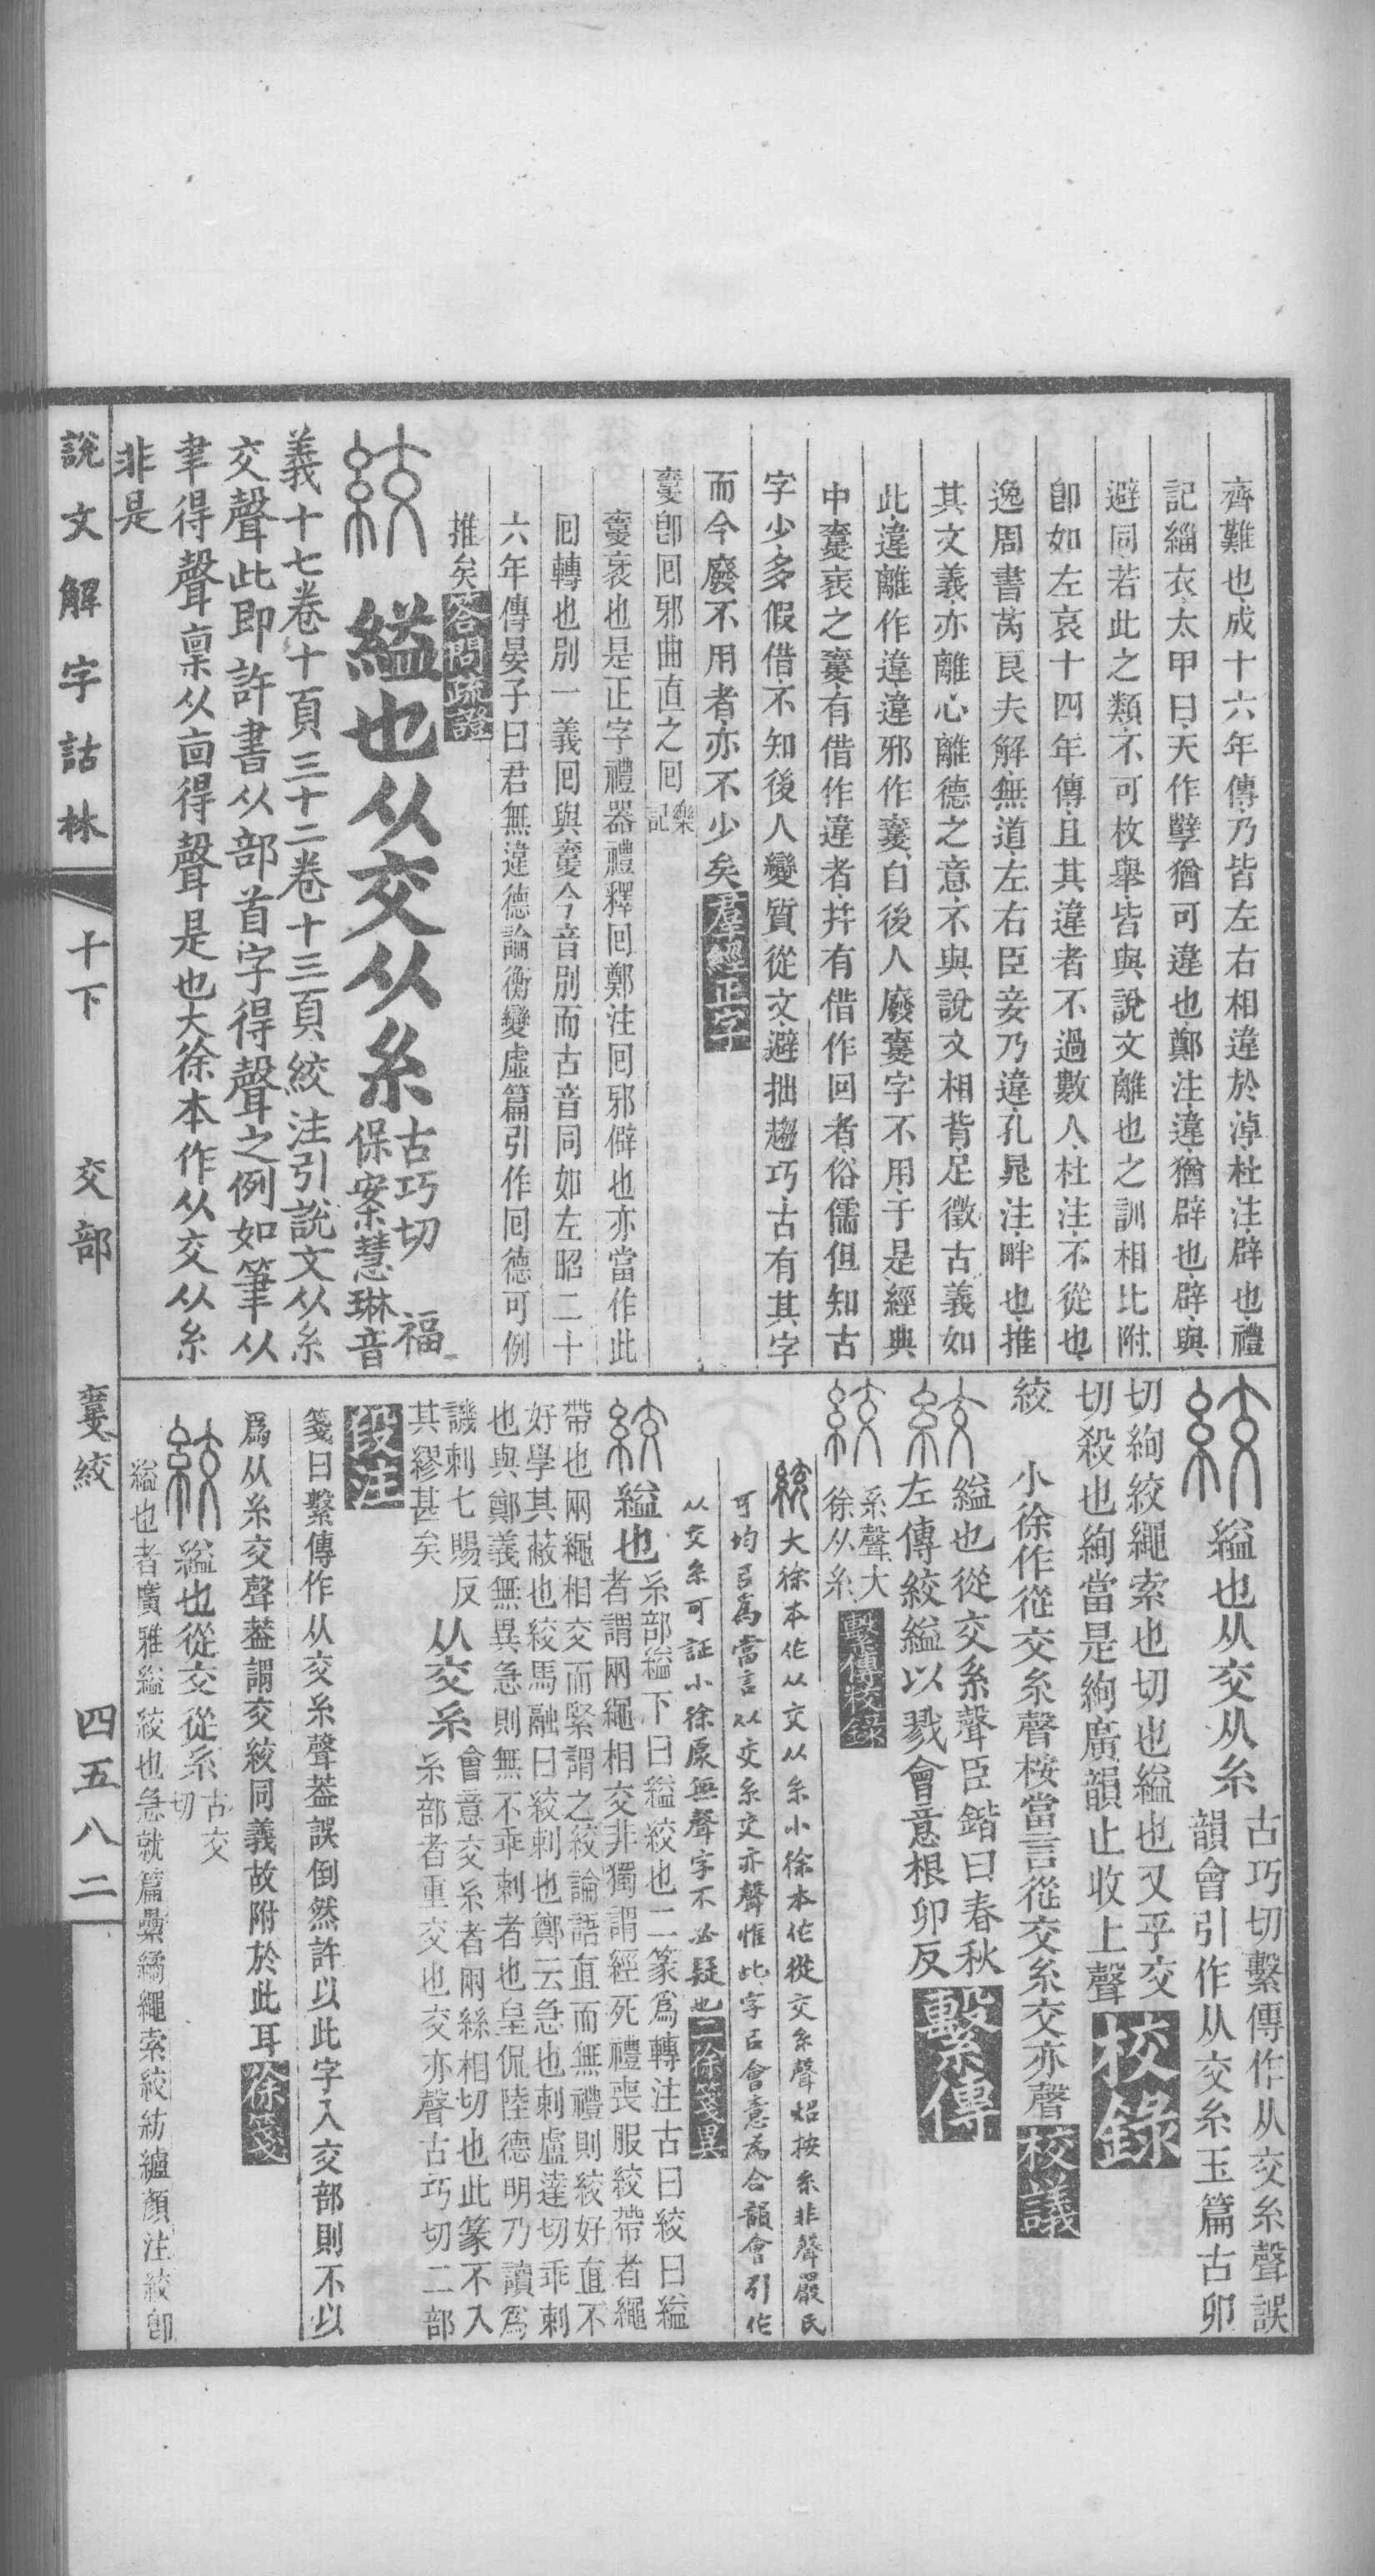 齊難也成十六年傳乃皆左右相違於淖杜注辟也禮
記緇衣太甲曰天作孼猶可違也鄭注違猶辟也辟與
避同若此之類不可枚舉皆與說文離也之訓相比附
卽如左哀十四年傳且其違者不過數人杜注不從也
逸周書芮良夫解無道左右臣妾乃違孔晁注畔也推
其文義亦離心離德之意不與說文相背足徵古義如
此違離作違違邪作㚇自後人廢㚇字不用于是經典
中㚇衺之㚇有借作違者幷有借作回者俗儒但知古
字少多假借不知後人變質從文避拙趨巧古有其字
而今廢不用者亦不少矣羣經正字
㚇卽回邪曲直之回樂記
㚇衺也是正字禮器禮釋回鄭注回邪僻也亦當作此
回轉也別一義回與㚇今音別而古音同如左昭二十
六年傳晏子曰君無違德論衡變虛篇引作回德可例
推矣答問疏證
絞 縊也从交从糸古巧切 福
保案慧琳音
義十七卷十頁三十二卷十三頁絞注引說文从糸
交聲此即許書从部首字得聲之例如筆从
聿得聲稟从㐭得聲是也大徐本作从交从糸
非是
絞縊也从交从糸古巧切繫傳作从交糸聲誤
韻會引作从交糸玉篇古卯
切絢絞繩索也切也縊也又乎交
切殺也絢當是絢廣韻止收上聲校錄
絞 小徐作從交糸聲桉當言從交糸交亦聲校議
絞縊也從交糸聲臣鍇曰春秋
左傳絞縊以戮會意根卯反繫傳
絞糸聲大
徐从糸繫傳校錄
絞大徐本作从交从糸小徐本作從交糸聲炤按糸非聲嚴氏
可均㠯為當言从交糸交亦聲惟此字㠯會意為合韻會引作
从交糸可証小徐原無聲字不必疑也二徐箋異
絞縊也糸部縊下曰縊絞也二篆爲轉注古曰絞曰縊
者謂兩繩相交非獨謂經死禮喪服絞帶者繩
帶也兩繩相交而緊謂之絞論語直而無禮則絞好直不
好學其蔽也絞馬融曰絞刺也鄭云急也剌盧達切乖剌
也與鄭義無異急則無不乖剌者也皇侃陸德明乃讀爲
譏刺七賜反
其繆甚矣从交糸會意交糸者兩絲相切也此篆不入
糸部者重交也交亦聲古巧切二部
段注
箋曰繫傳作从交糸聲葢誤倒然許以此字入交部則不以
爲从糸交聲葢謂交絞同義故附於此耳徐箋
絞縊也從交從糸古交
切
縊也者廣雅縊絞也急就篇纍繘繩索絞紡纑顏注絞卽
說文解字詁林
十下
交部
㚇絞
四五八二